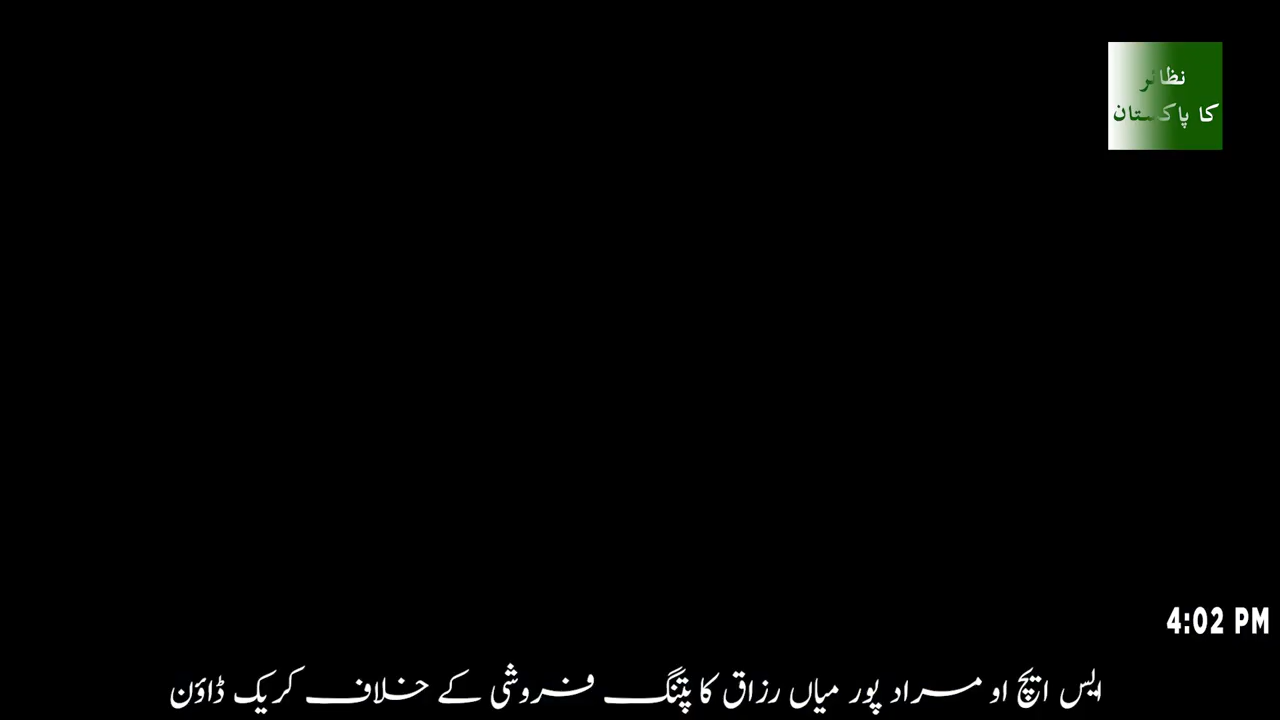 نظائر
کا پاکستان
4:02 PM
ایس ایچ او مراد پور میاں رزاق کا پتنگ فروشی کے خلاف کریک ڈاؤن